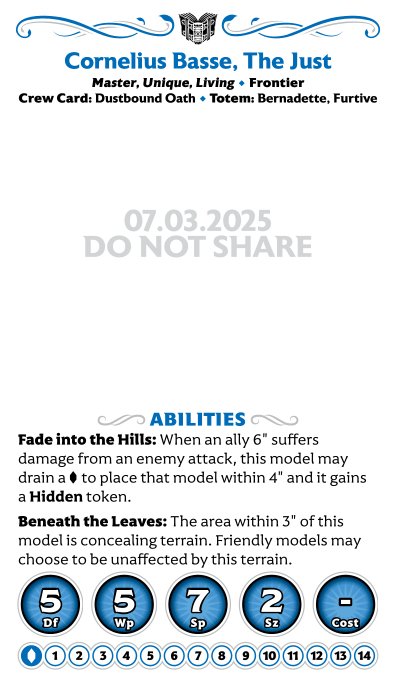 Cornelius Basse, The Just
Master, Unique, Living ⬥ Frontier
Crew Card: Dustbound Oath ⬥ Totem: Bernadette, Furtive
07.03.2025
DO NOT SHARE
ABILITIES
Fade into the Hills: When an ally 6" suffers
damage from an enemy attack, this model may
drain a to place that model within 4" and it gains
a Hidden token.
Beneath the Leaves: The area within 3" of this
model is concealing terrain. Friendly models may
choose to be unaffected by this terrain.
5 5 7 2 -
Df Wp Sp Sz Cost
1 2 3 4 5 6 7 8 9 10 11 12 13 14